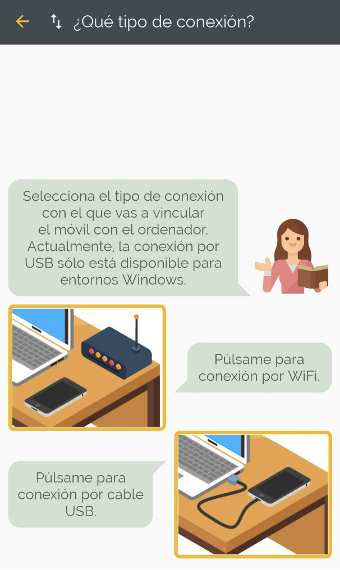 ¿Qué tipo de conexión?
Selecciona el tipo de conexión
con el que vas a vincular
el móvil con el ordenador.
Actualmente, la conexión por
USB sólo está disponible para
entornos Windows.
Púlsame para
conexión por WiFi.
Púlsame para
conexión por cable
USB.